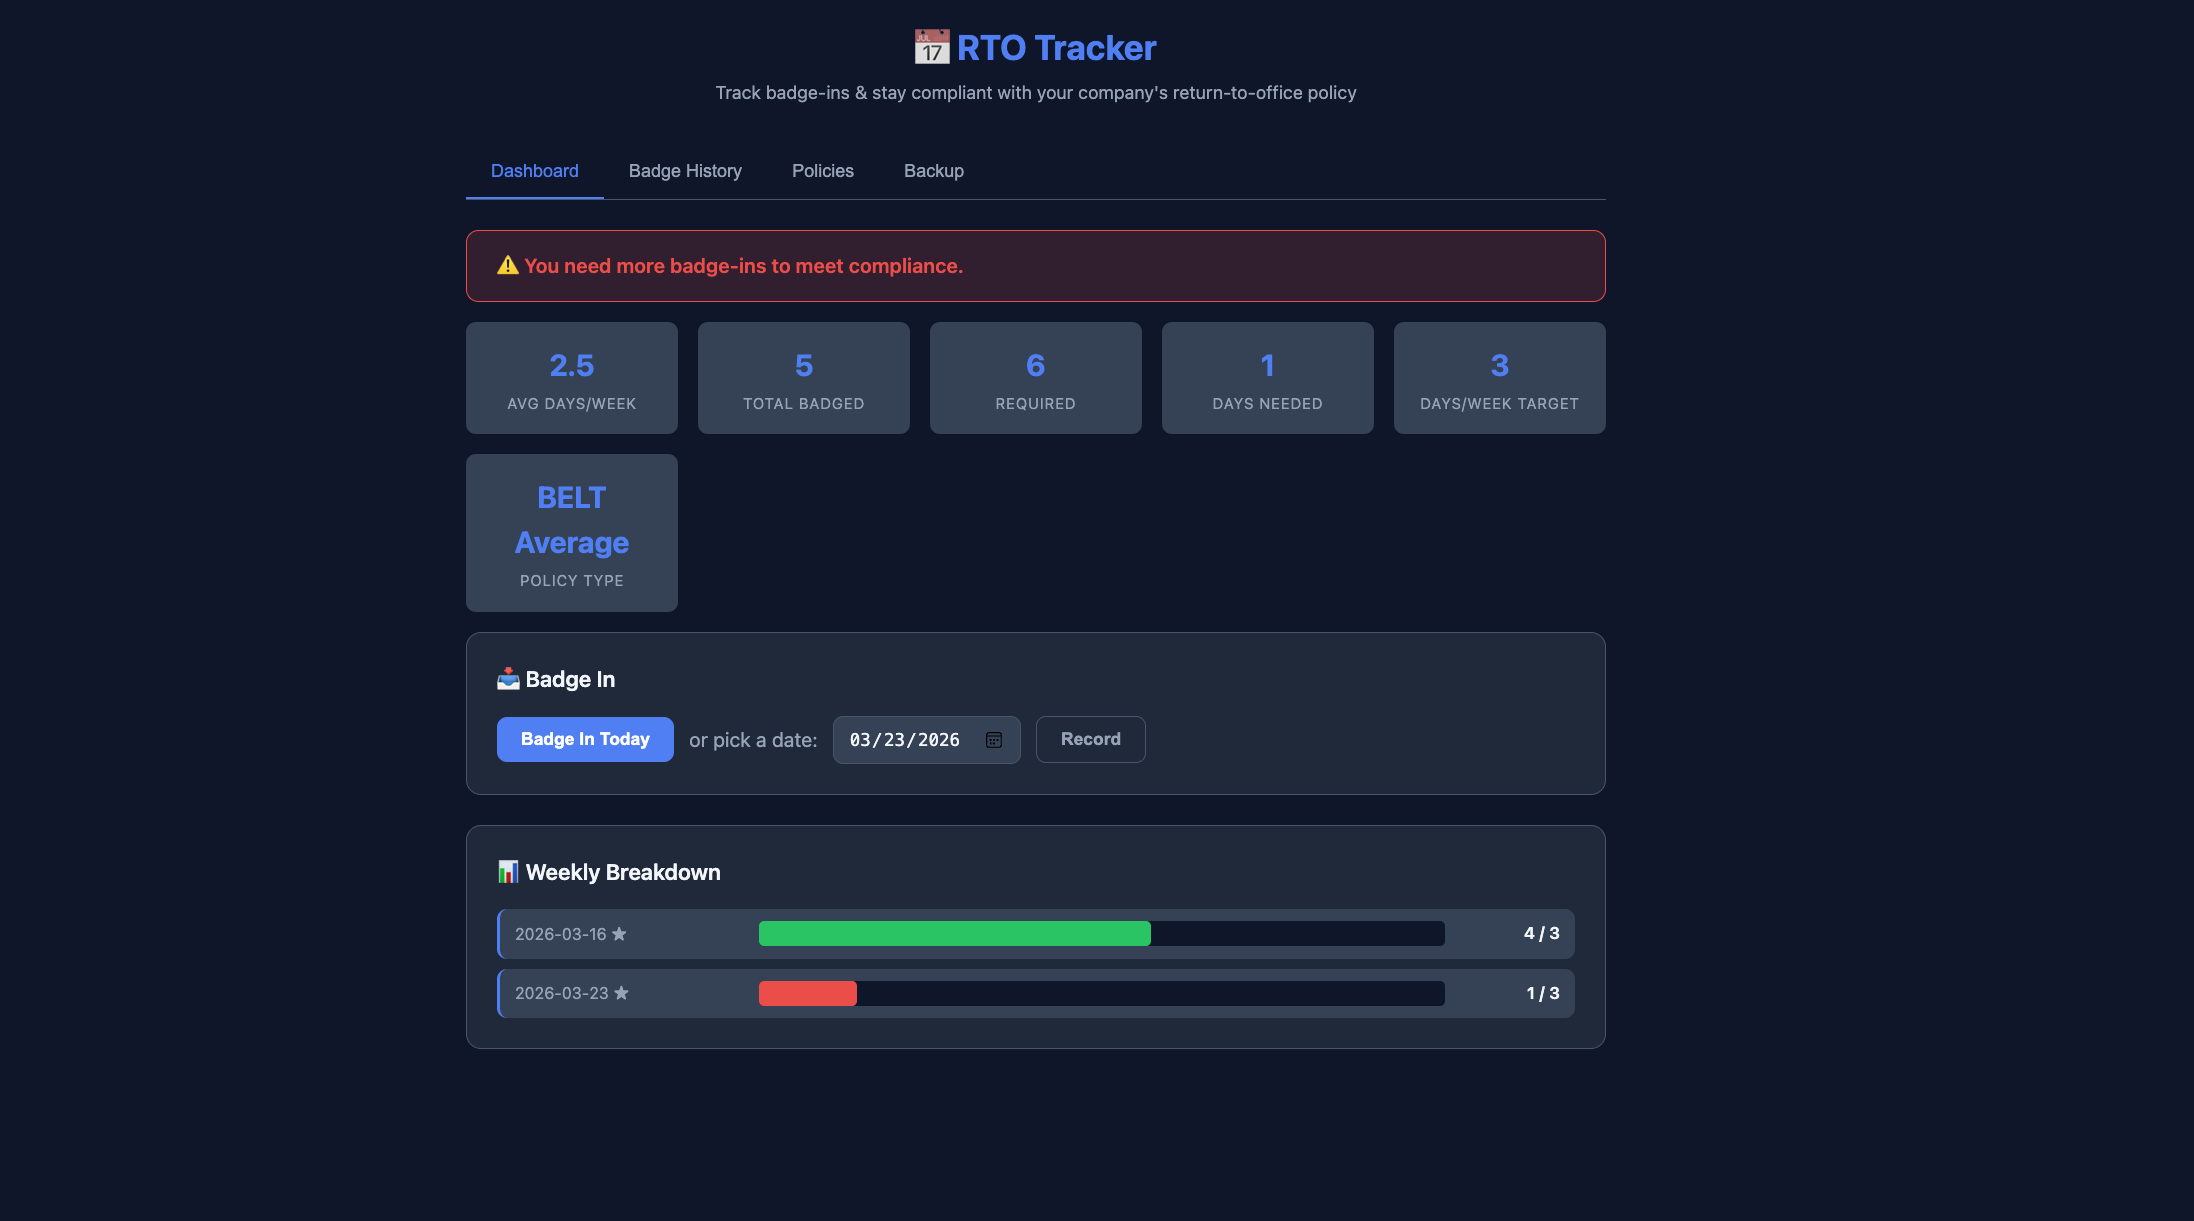 RTO Tracker
Track badge-ins & stay compliant with your company's return-to-office policy
Dashboard Badge History Policies Backup
You need more badge-ins to meet compliance.
2.5 5 6 1 3
AVG DAYS/WEEK TOTAL BADGED REQUIRED DAYS NEEDED DAYS/WEEK TARGET
BELT
Average
POLICY TYPE
Badge In
Badge In Today or pick a date: 03/23/2026 Record
Weekly Breakdown
2026-03-16 ★ 4 / 3
2026-03-23 ★ 1 / 3